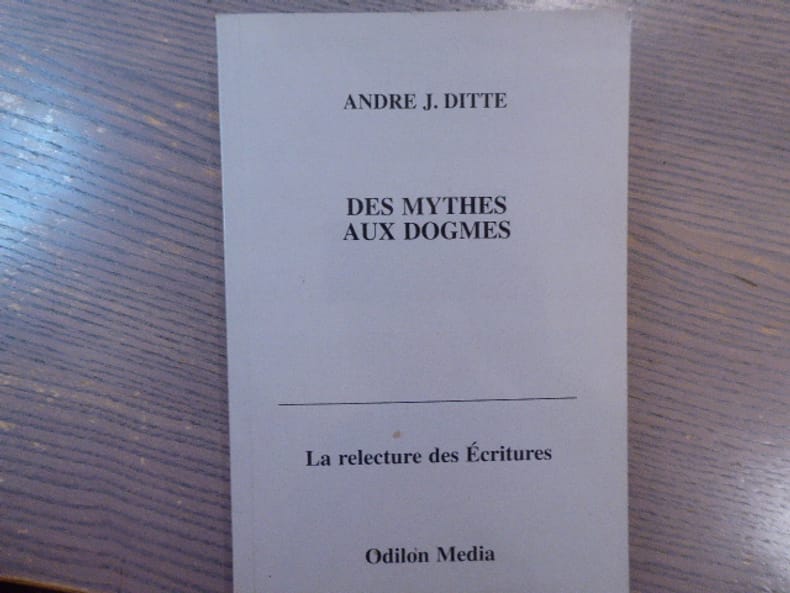 ANDRE J. DITTE
DES MYTHES
AUX DOGMES
La relecture des Écritures
Odilon Media